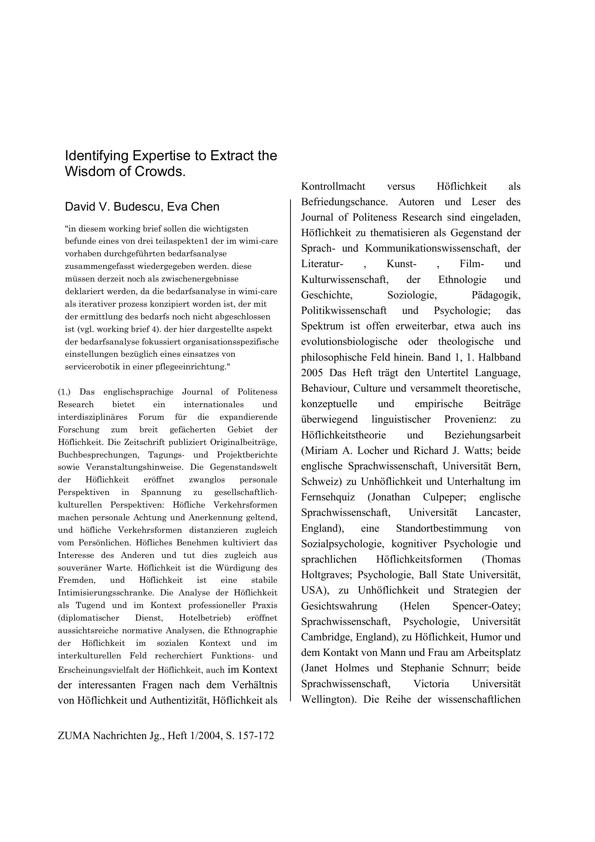 Identifying Expertise to Extract the
Wisdom of Crowds.
David V. Budescu, Eva Chen
"in diesem working brief sollen die wichtigsten
befunde eines von drei teilaspekten1 der im wimi-care
vorhaben durchgeführten bedarfsanalyse
zusammengefasst wiedergegeben werden. diese
müssen derzeit noch als zwischenergebnisse
deklariert werden, da die bedarfsanalyse in wimi-care
als iterativer prozess konzipiert worden ist, der mit
der ermittlung des bedarfs noch nicht abgeschlossen
ist (vgl. working brief 4). der hier dargestellte aspekt
der bedarfsanalyse fokussiert organisationsspezifische
einstellungen bezüglich eines einsatzes von
servicerobotik in einer pflegeeinrichtung."
(1.) Das englischsprachige Journal of Politeness
Research bietet ein internationales und
interdisziplinäres Forum für die expandierende
Forschung zum breit gefächerten Gebiet der
Höflichkeit. Die Zeitschrift publiziert Originalbeiträge,
Buchbesprechungen, Tagungs- und Projektberichte
sowie Veranstaltungshinweise. Die Gegenstandswelt
der Höflichkeit eröffnet zwanglos personale
Perspektiven in Spannung zu gesellschaftlich-
kulturellen Perspektiven: Höfliche Verkehrsformen
machen personale Achtung und Anerkennung geltend,
und höfliche Verkehrsformen distanzieren zugleich
vom Persönlichen. Höfliches Benehmen kultiviert das
Interesse des Anderen und tut dies zugleich aus
souveräner Warte. Höflichkeit ist die Würdigung des
Fremden, und Höflichkeit ist eine stabile
Intimisierungsschranke. Die Analyse der Höflichkeit
als Tugend und im Kontext professioneller Praxis
(diplomatischer Dienst, Hotelbetrieb) eröffnet
aussichtsreiche normative Analysen, die Ethnographie
der Höflichkeit im sozialen Kontext und im
interkulturellen Feld recherchiert Funktions- und
Erscheinungsvielfalt der Höflichkeit, auch im Kontext
der interessanten Fragen nach dem Verhältnis
von Höflichkeit und Authentizität, Höflichkeit als
Kontrollmacht versus Höflichkeit als
Befriedungschance. Autoren und Leser des
Journal of Politeness Research sind eingeladen,
Höflichkeit zu thematisieren als Gegenstand der
Sprach- und Kommunikationswissenschaft, der
Literatur- , Kunst- , Film- und
Kulturwissenschaft, der Ethnologie und
Geschichte, Soziologie, Pädagogik,
Politikwissenschaft und Psychologie; das
Spektrum ist offen erweiterbar, etwa auch ins
evolutionsbiologische oder theologische und
philosophische Feld hinein. Band 1, 1. Halbband
2005 Das Heft trägt den Untertitel Language,
Behaviour, Culture und versammelt theoretische,
konzeptuelle und empirische Beiträge
überwiegend linguistischer Provenienz: zu
Höflichkeitstheorie und Beziehungsarbeit
(Miriam A. Locher und Richard J. Watts; beide
englische Sprachwissenschaft, Universität Bern,
Schweiz) zu Unhöflichkeit und Unterhaltung im
Fernsehquiz (Jonathan Culpeper; englische
Sprachwissenschaft, Universität Lancaster,
England), eine Standortbestimmung von
Sozialpsychologie, kognitiver Psychologie und
sprachlichen Höflichkeitsformen (Thomas
Holtgraves; Psychologie, Ball State Universität,
USA), zu Unhöflichkeit und Strategien der
Gesichtswahrung (Helen Spencer-Oatey;
Sprachwissenschaft, Psychologie, Universität
Cambridge, England), zu Höflichkeit, Humor und
dem Kontakt von Mann und Frau am Arbeitsplatz
(Janet Holmes und Stephanie Schnurr; beide
Sprachwissenschaft, Victoria Universität
Wellington). Die Reihe der wissenschaftlichen
ZUMA Nachrichten Jg., Heft 1/2004, S. 157-172